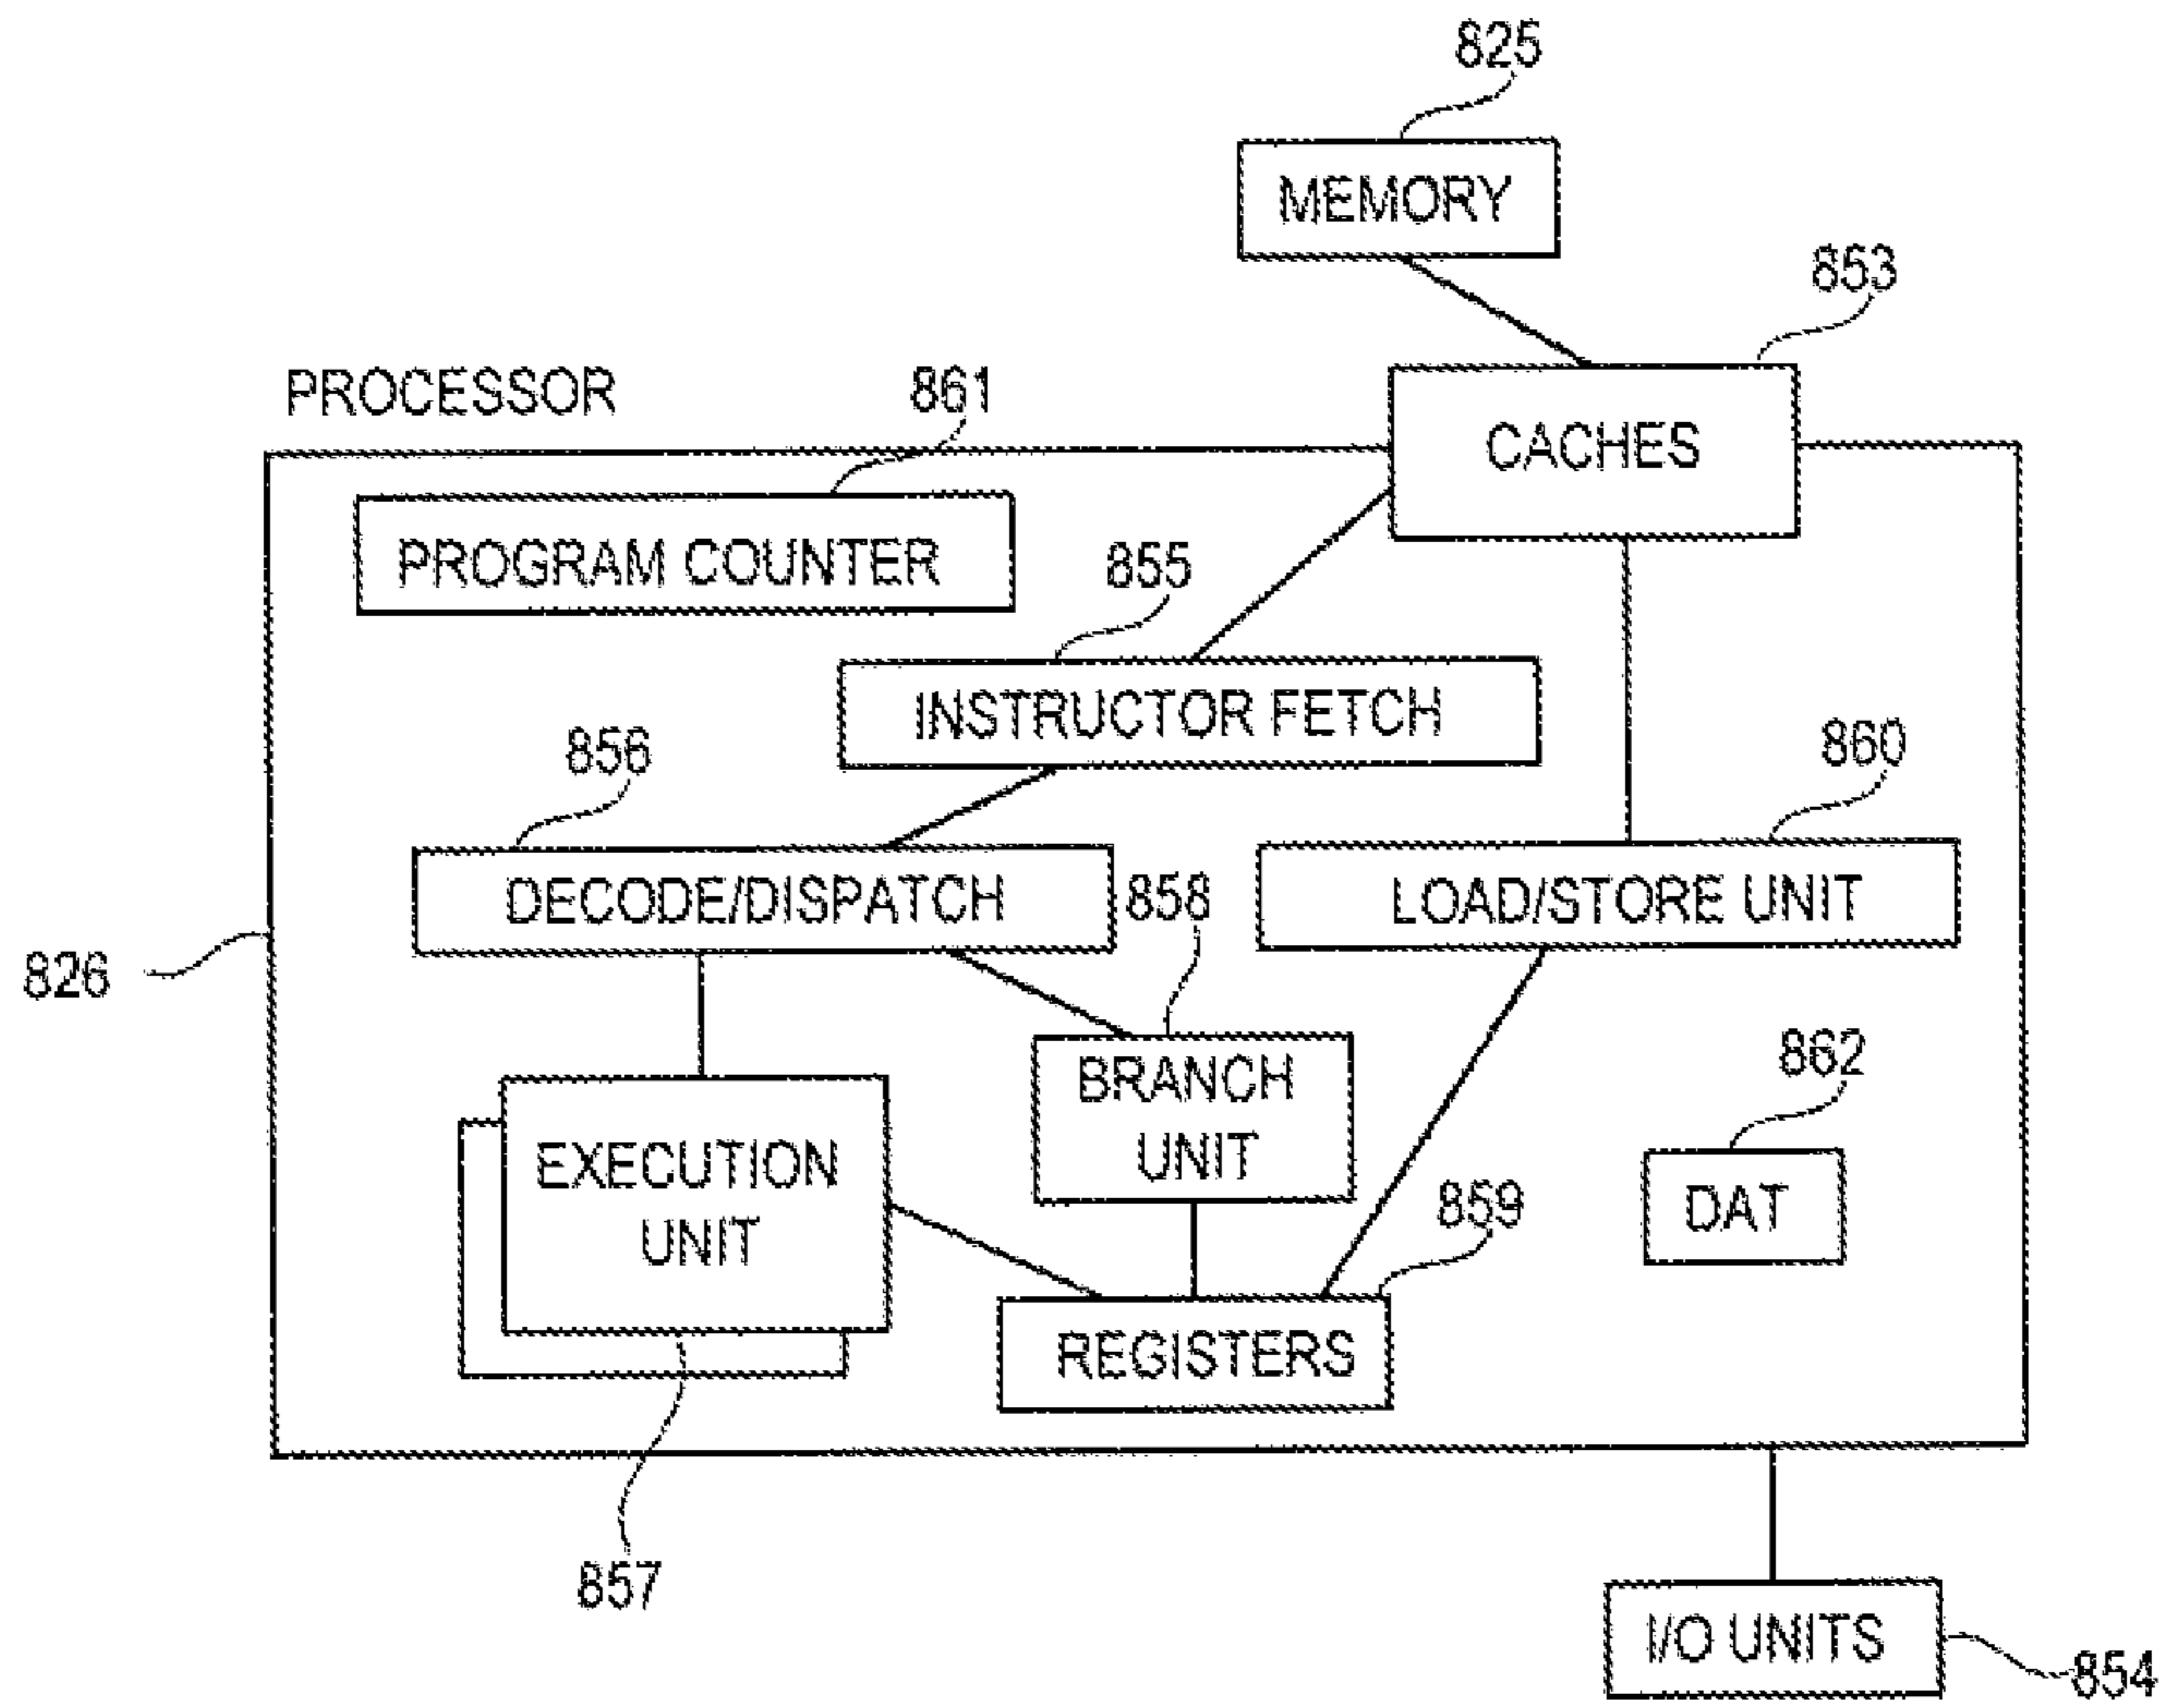 825
MEMORY
853
PROCESSOR
861
CACHES
PROGRAM COUNTER
855
INSTRUCTOR FETCH
856
860
DECODE/DISPATCH
858
LOAD/STORE UNIT
826
862
BRANCH
UNIT
EXECUTION
UNIT
859
DAT
REGISTERS
857
I/O UNITS
854